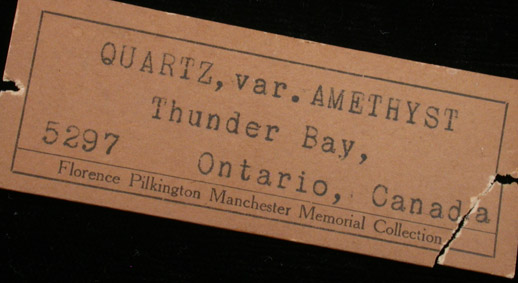 QUARTZ, var. AMETHYST
Thunder Bay,
5297 Ontario, Canada
Florence Pilkington Manchester Memorial Collection